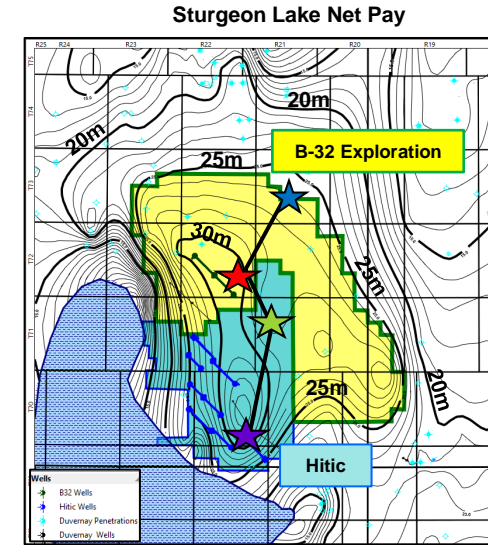 Sturgeon Lake Net Pay
R25 R24 R23 R22 R21 R20 R19
T75
T74
20m
20m
B-32 Exploration
25m
T73
30m
T72
25m
T71
25m
20m
T70
Hitic
Wells
B32 Wells
Hitic Wells
Duvernay Penetrations
Duvernay Wells